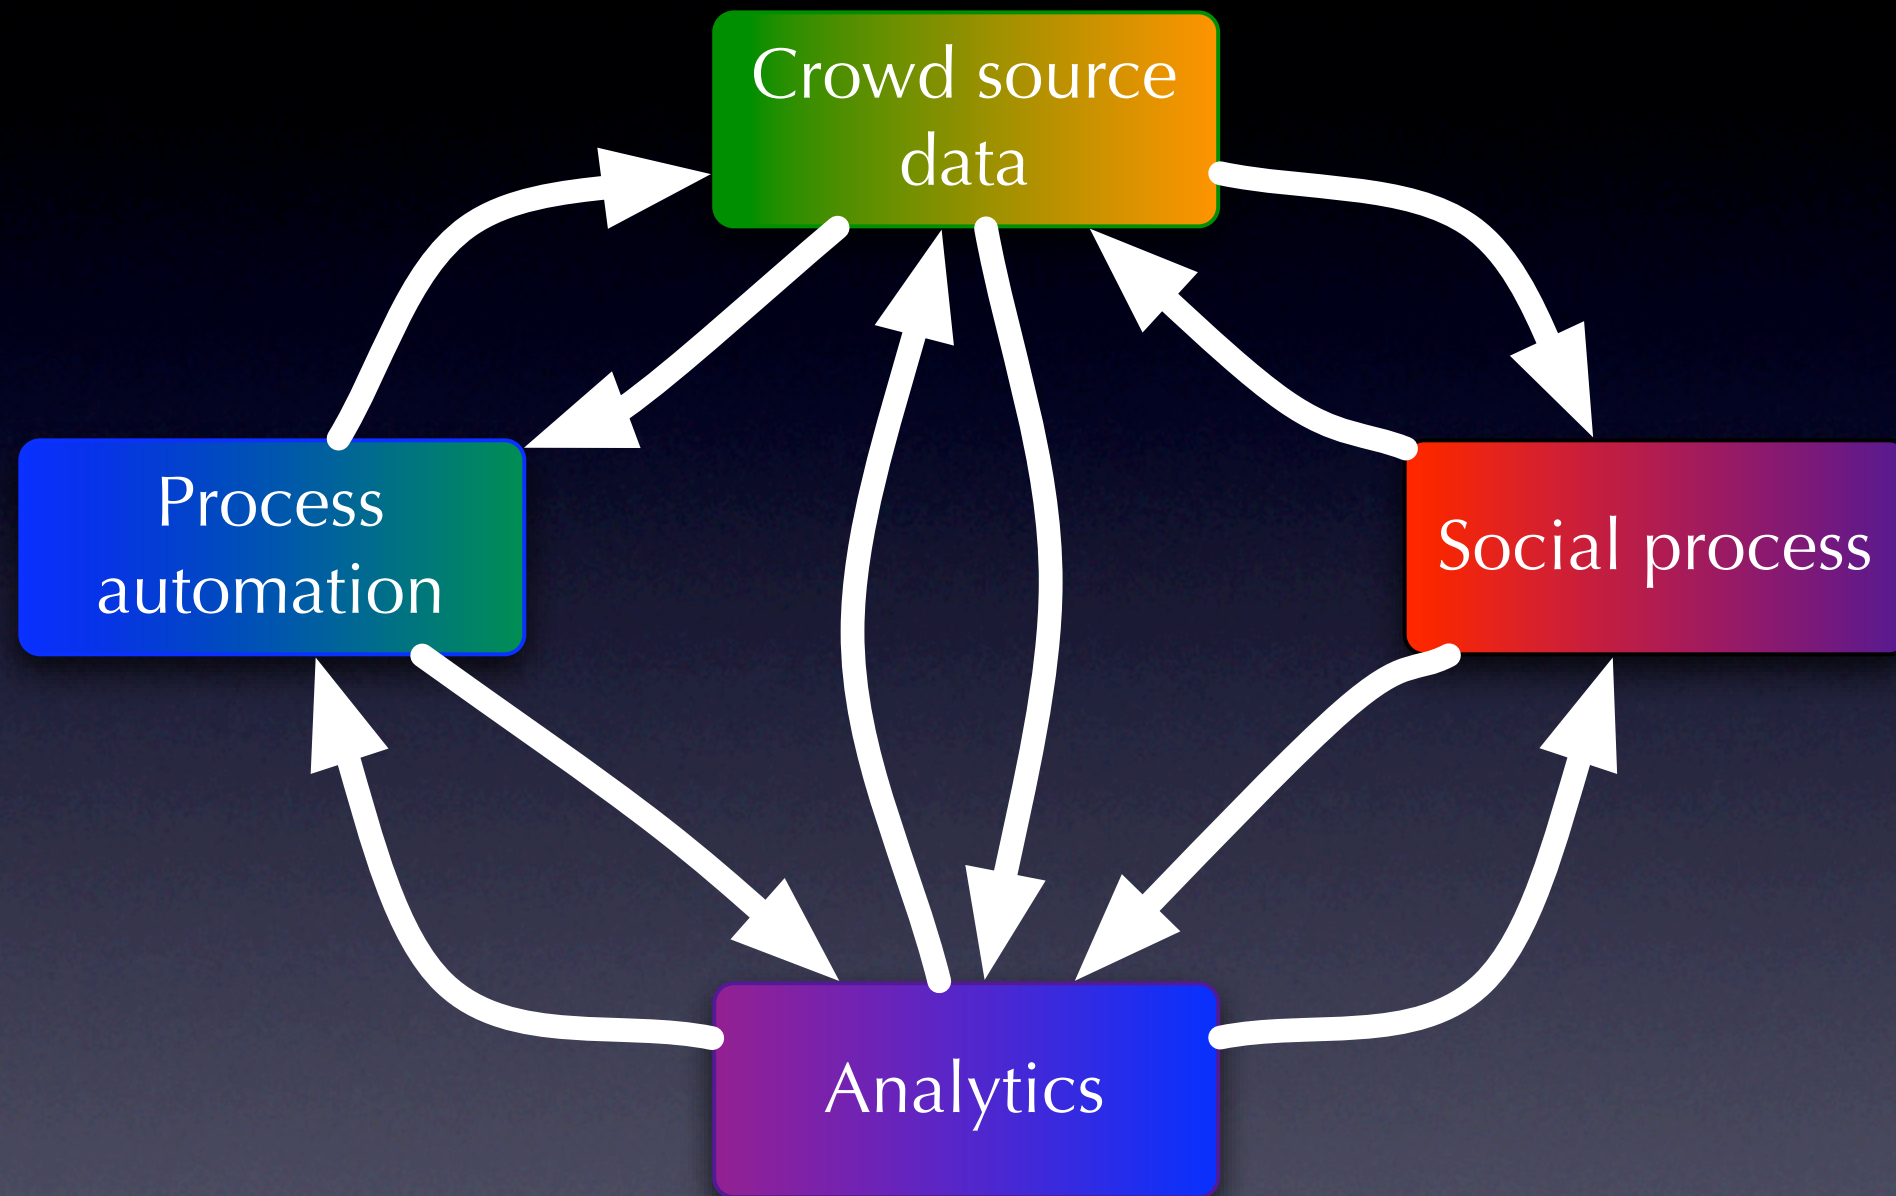 Crowd source
data
Process
automation
Social process
Analytics